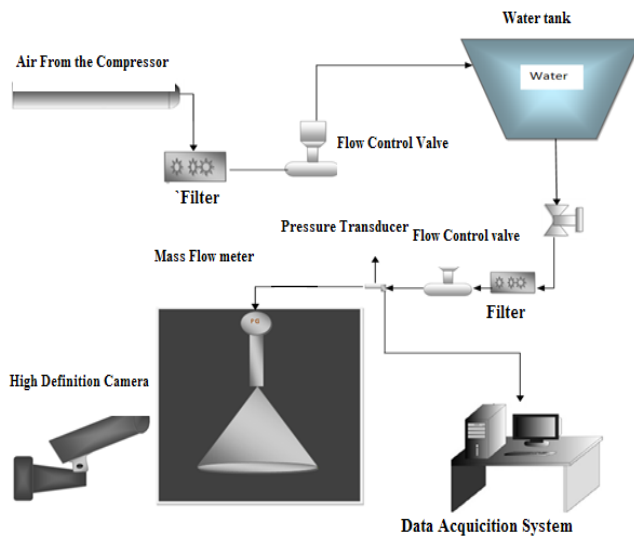 Water tank
Air From the Compressor
Water
Flow Control Valve
`Filter
Pressure Transducer
Flow Control valve
Mass Flow meter
Filter
High Definition Camera
Data Acquicition System